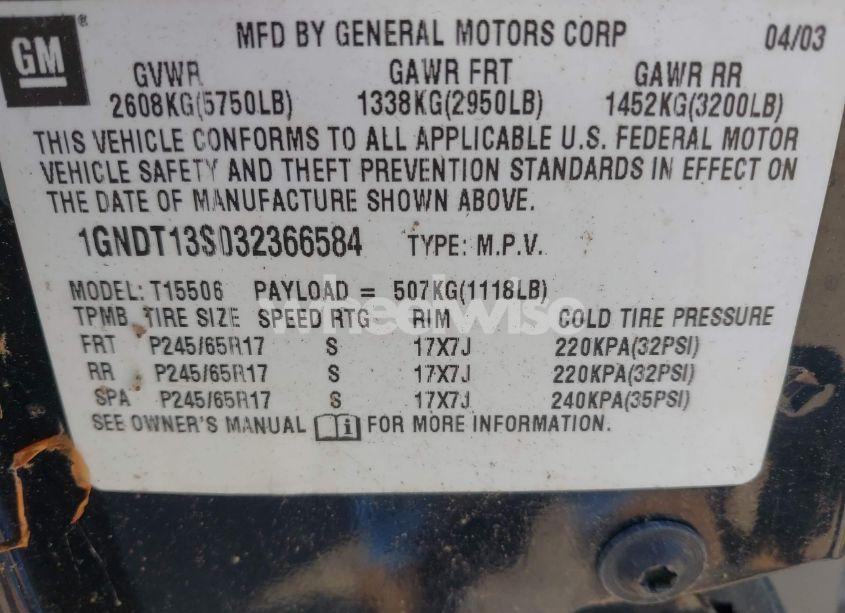 GM ®
MFD BY GENERAL MOTORS CORP 04/03
GVWR GAWR FRT GAWR RR
2608KG(5750LB) 1338KG(2950LB) 1452KG(3200LB)
THIS VEHICLE CONFORMS TO ALL APPLICABLE U.S. FEDERAL MOTOR
VEHICLE SAFETY AND THEFT PREVENTION STANDARDS IN EFFECT ON
THE DATE OF MANUFACTURE SHOWN ABOVE.
1GNDT13S032366584 TYPE: M.P.V.
MODEL: T15506 PAYLOAD = 507KG(1118LB)
wheelwise
TPMB TIRE SIZE SPEED RTG RIM COLD TIRE PRESSURE
FRT P245/65R17 S 17X7J 220KPA(32PSI)
RR P245/65R17 S 17X7J 220KPA(32PSI)
SPA P245/65R17 S 17X7J 240KPA(35PSI)
SEE OWNER'S MANUAL FOR MORE INFORMATION.